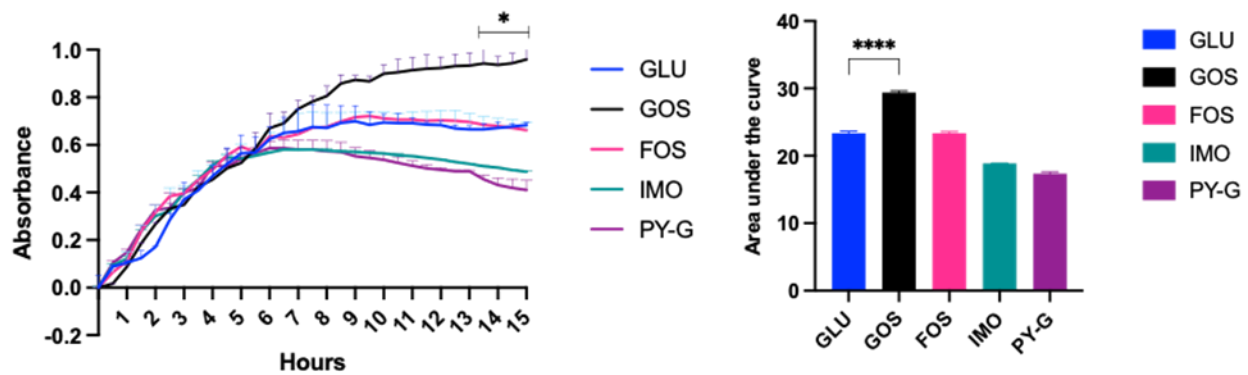 *
1.0
0.8
0.6
0.4
0.2
0.0
-0.2
Absorbance
1 2 3 4 5 6 7 8 9 10 11 12 13 14 15
Hours
GLU
GOS
FOS
IMO
PY-G
****
40
30
20
10
0
Area under the curve
GLU GOS FOS IMO PY-G
GLU
GOS
FOS
IMO
PY-G